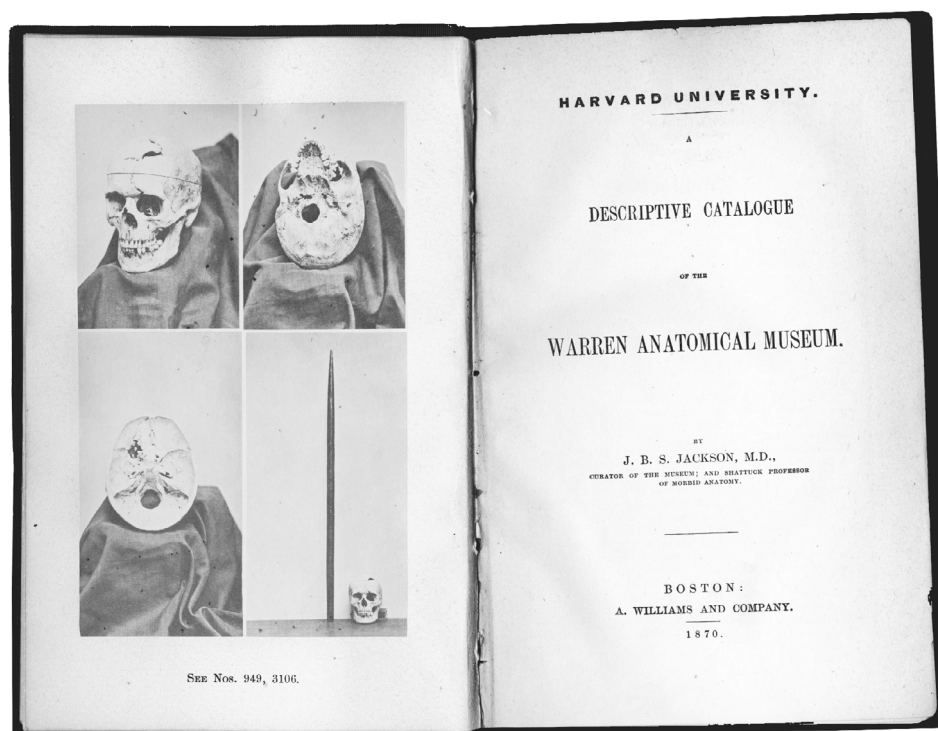 SEE NOS. 949, 3106.
HARVARD UNIVERSITY.
A
DESCRIPTIVE CATALOGUE
OF THE
WARREN ANATOMICAL MUSEUM.
BY
J. B. S. JACKSON, M.D.,
CURATOR OF THE MUSEUM; AND SHATTUCK PROFESSOR
OF MORBID ANATOMY.
BOSTON:
A. WILLIAMS AND COMPANY.
1870.